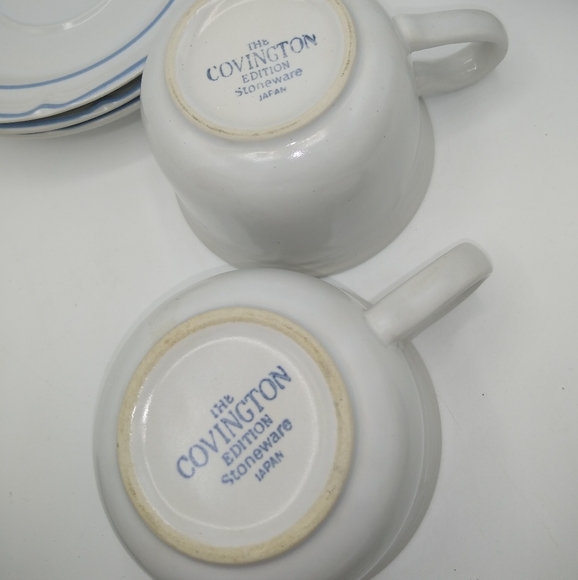 THE
COVINGTON
EDITION
Stoneware
JAPAN
THE
COVINGTON
EDITION
Stoneware
JAPAN